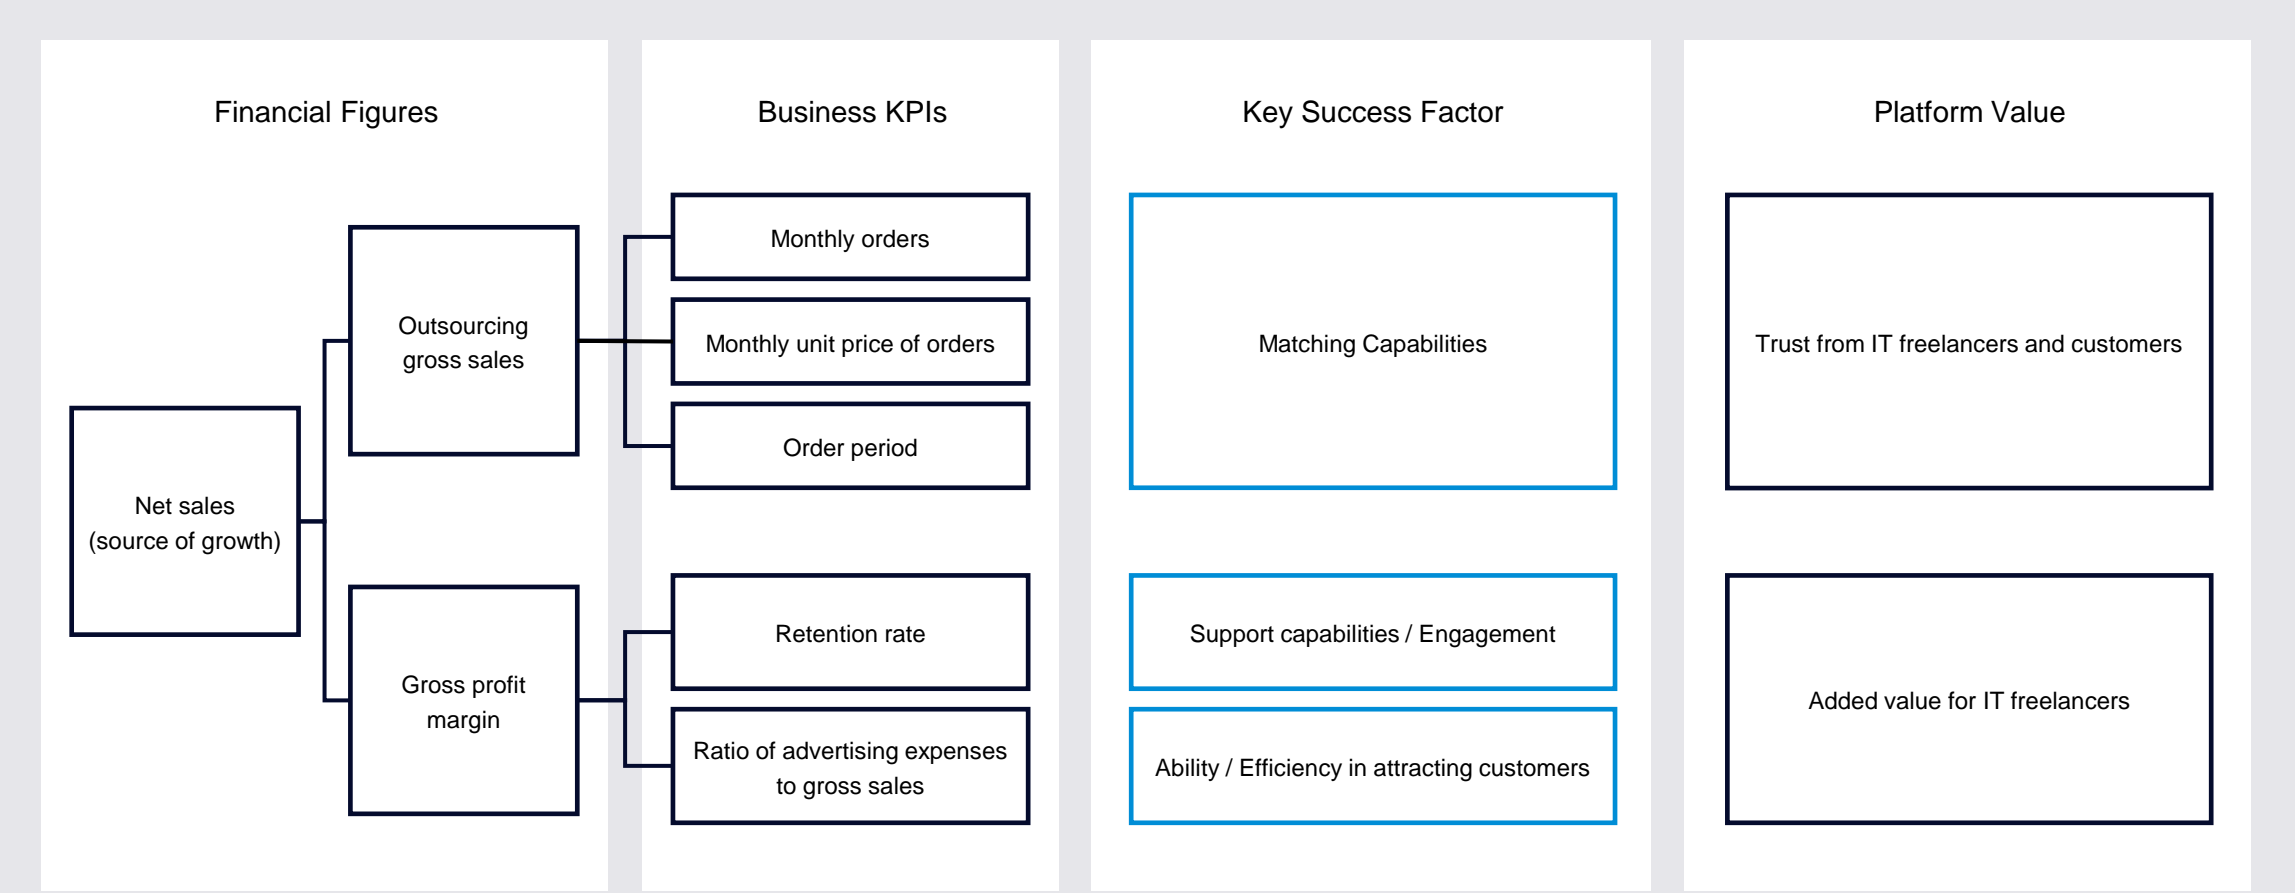 Financial Figures
Business KPIs
Key Success Factor
Platform Value
Net sales
(source of growth)
Outsourcing
gross sales
Gross profit
margin
Monthly orders
Monthly unit price of orders
Order period
Retention rate
Ratio of advertising expenses
to gross sales
Matching Capabilities
Support capabilities / Engagement
Ability / Efficiency in attracting customers
Trust from IT freelancers and customers
Added value for IT freelancers